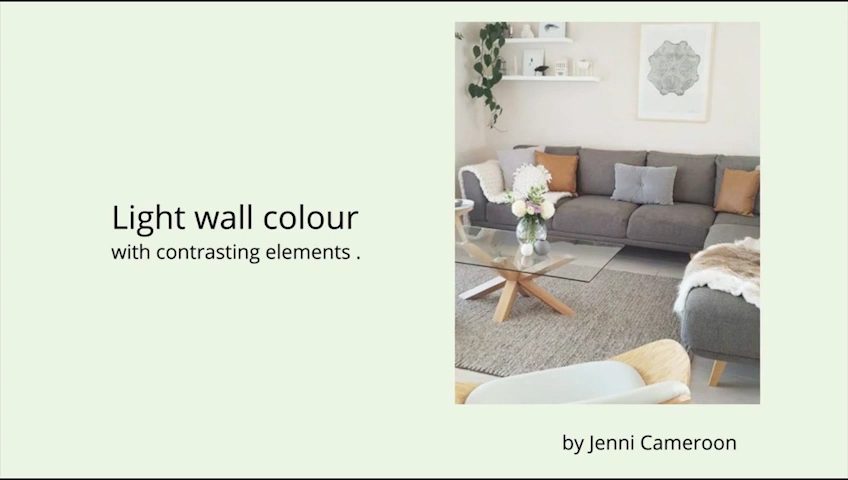 Light wall colour
with contrasting elements .
by Jenni Cameroon